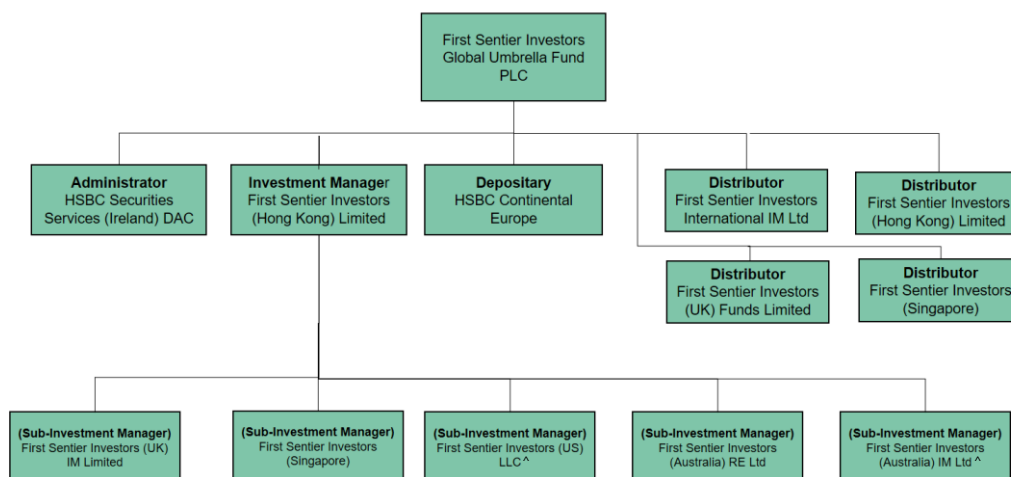 First Sentier Investors
Global Umbrella Fund
PLC
Administrator
HSBC Securities
Services (Ireland) DAC
Investment Manager
First Sentier Investors
(Hong Kong) Limited
Depositary
HSBC Continental
Europe
Distributor
First Sentier Investors
International IM Ltd
Distributor
First Sentier Investors
(Hong Kong) Limited
Distributor
First Sentier Investors
(UK) Funds Limited
Distributor
First Sentier Investors
(Singapore)
(Sub-Investment Manager)
First Sentier Investors (UK)
IM Limited
(Sub-Investment Manager)
First Sentier Investors
(Singapore)
(Sub-Investment Manager)
First Sentier Investors (US)
LLC ^
(Sub-Investment Manager)
First Sentier Investors
(Australia) RE Ltd
(Sub-Investment Manager)
First Sentier Investors
(Australia) IM Ltd ^